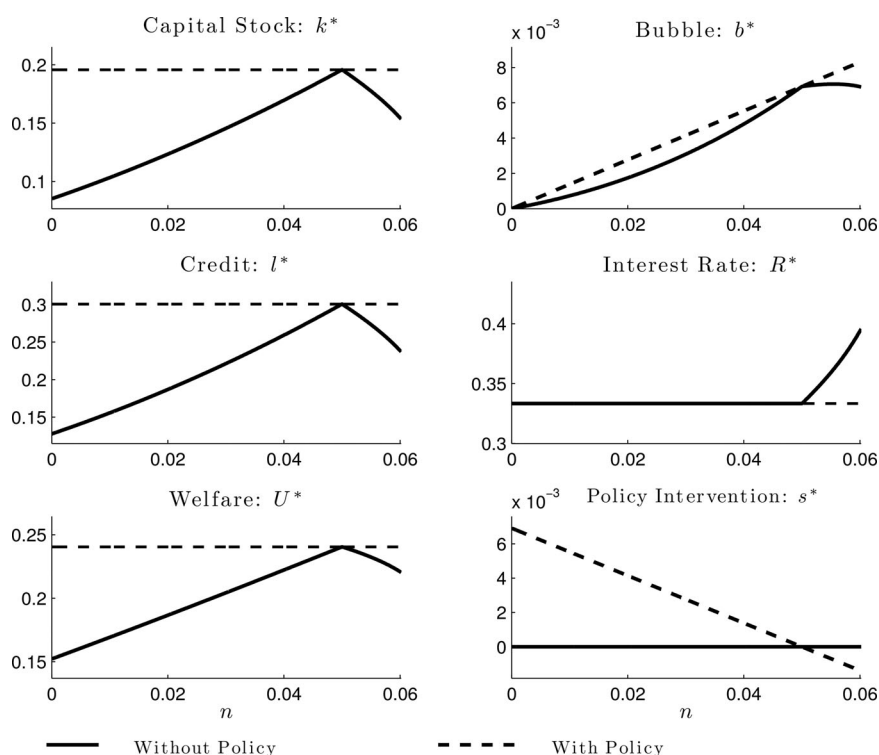 Capital Stock: k*
0.2
0.15
0.1
0 0.02 0.04 0.06
Bubble: b*
x 10⁻³
8
6
4
2
0
0 0.02 0.04 0.06
Credit: l*
0.3
0.25
0.2
0.15
0 0.02 0.04 0.06
Interest Rate: R*
0.4
0.35
0.3
0 0.02 0.04 0.06
Welfare: U*
0.25
0.2
0.15
0 0.02 0.04 0.06
n
Policy Intervention: s*
x 10⁻³
6
4
2
0
0 0.02 0.04 0.06
n
Without Policy
With Policy